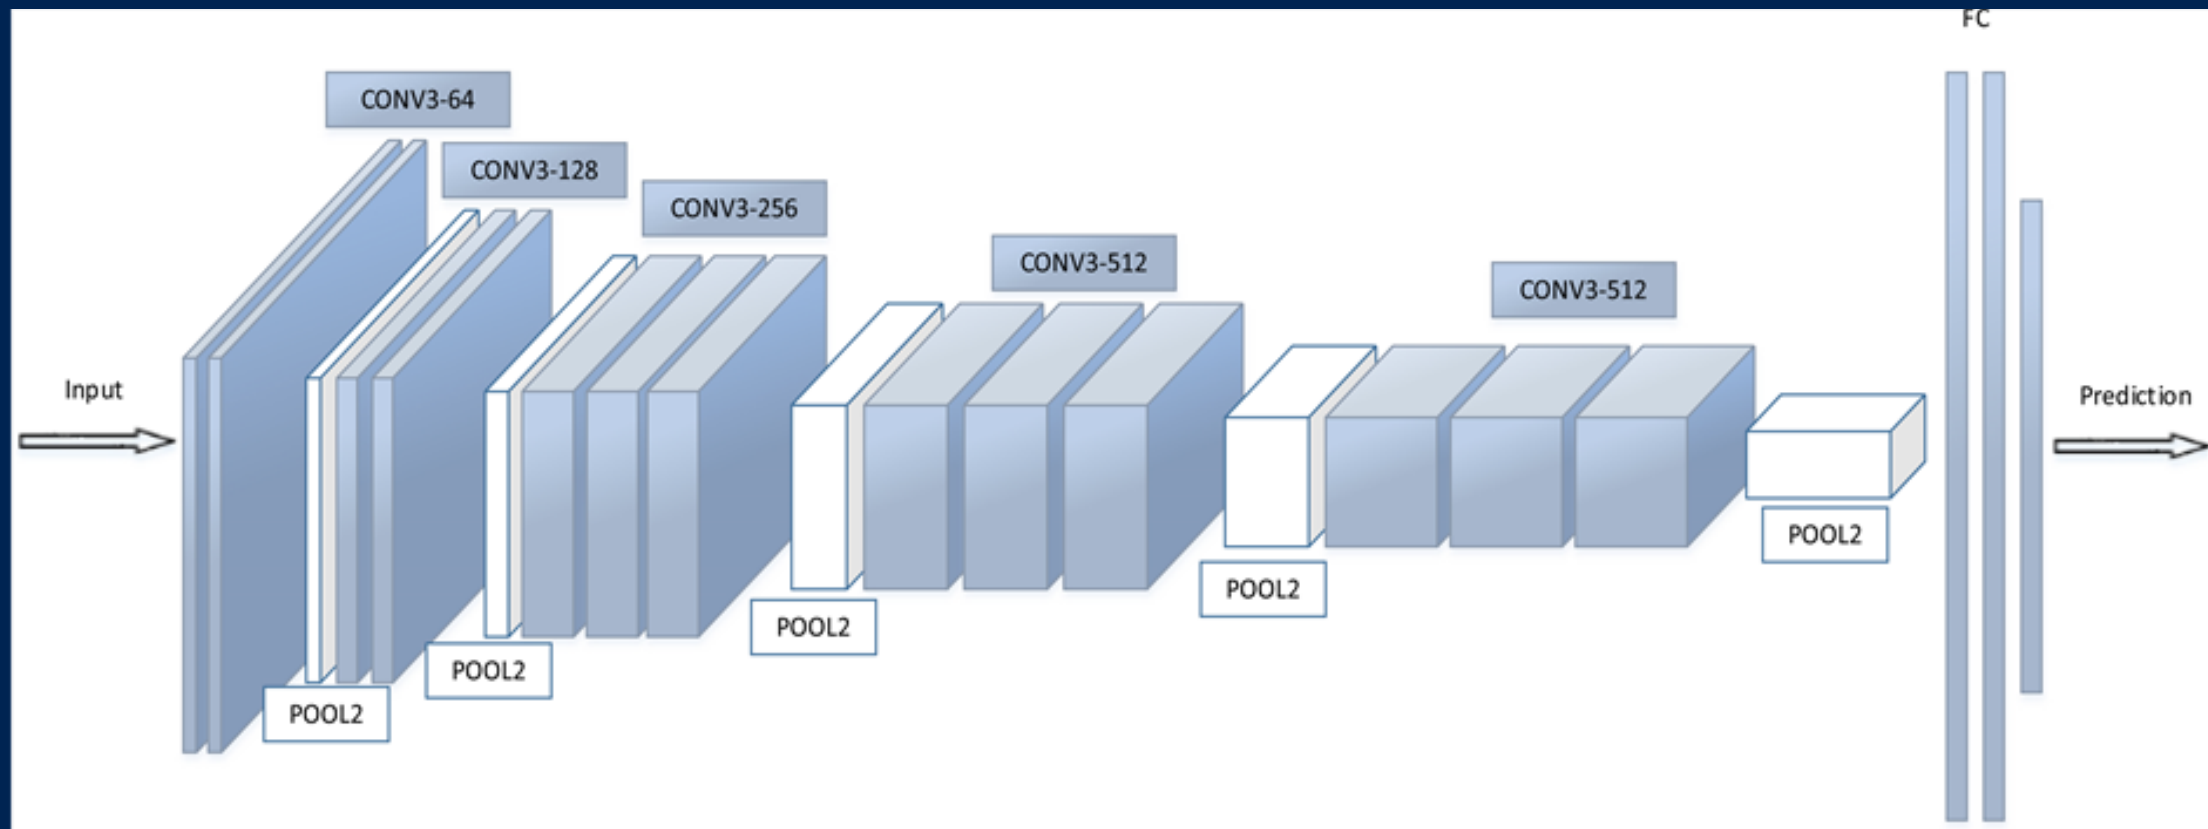 FC
CONV3-64
CONV3-128
CONV3-256
CONV3-512
CONV3-512
Input
Prediction
POOL2
POOL2
POOL2
POOL2
POOL2